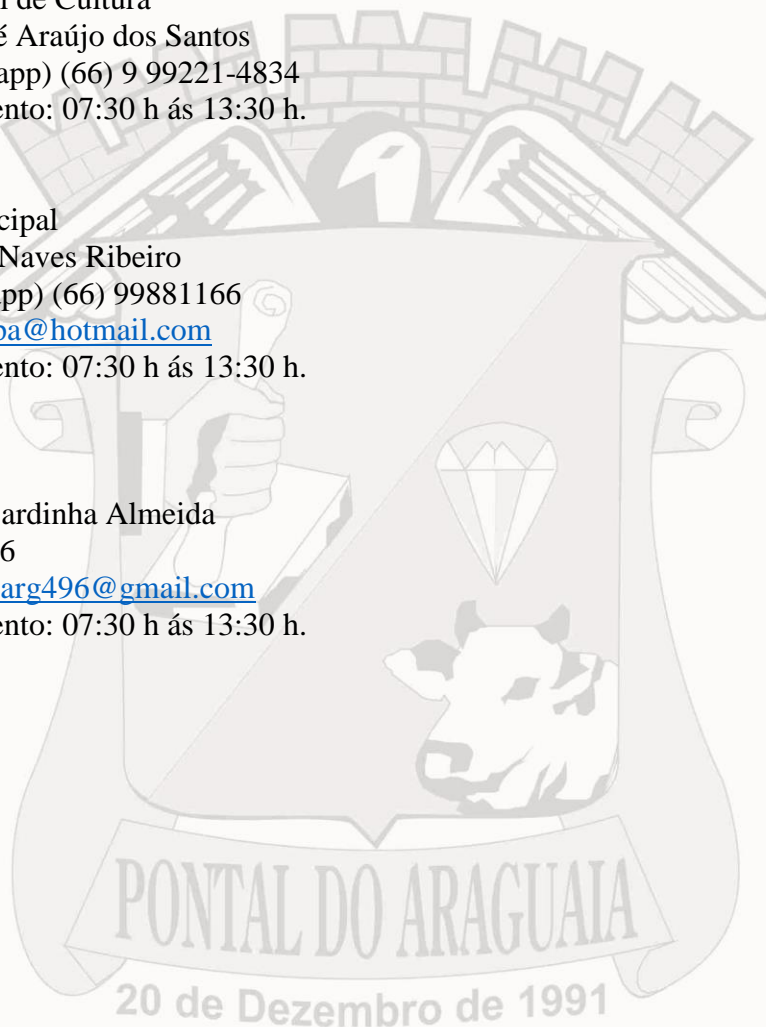 de Cultura
é Araújo dos Santos
app) (66) 9 99221-4834
ento: 07:30 h ás 13:30 h.
cipal
Naves Ribeiro
app) (66) 99881166
pa@hotmail.com
ento: 07:30 h ás 13:30 h.
ardinha Almeida
6
arg496@gmail.com
ento: 07:30 h ás 13:30 h.
PONTAL DO ARAGUAIA
20 de Dezembro de 1991